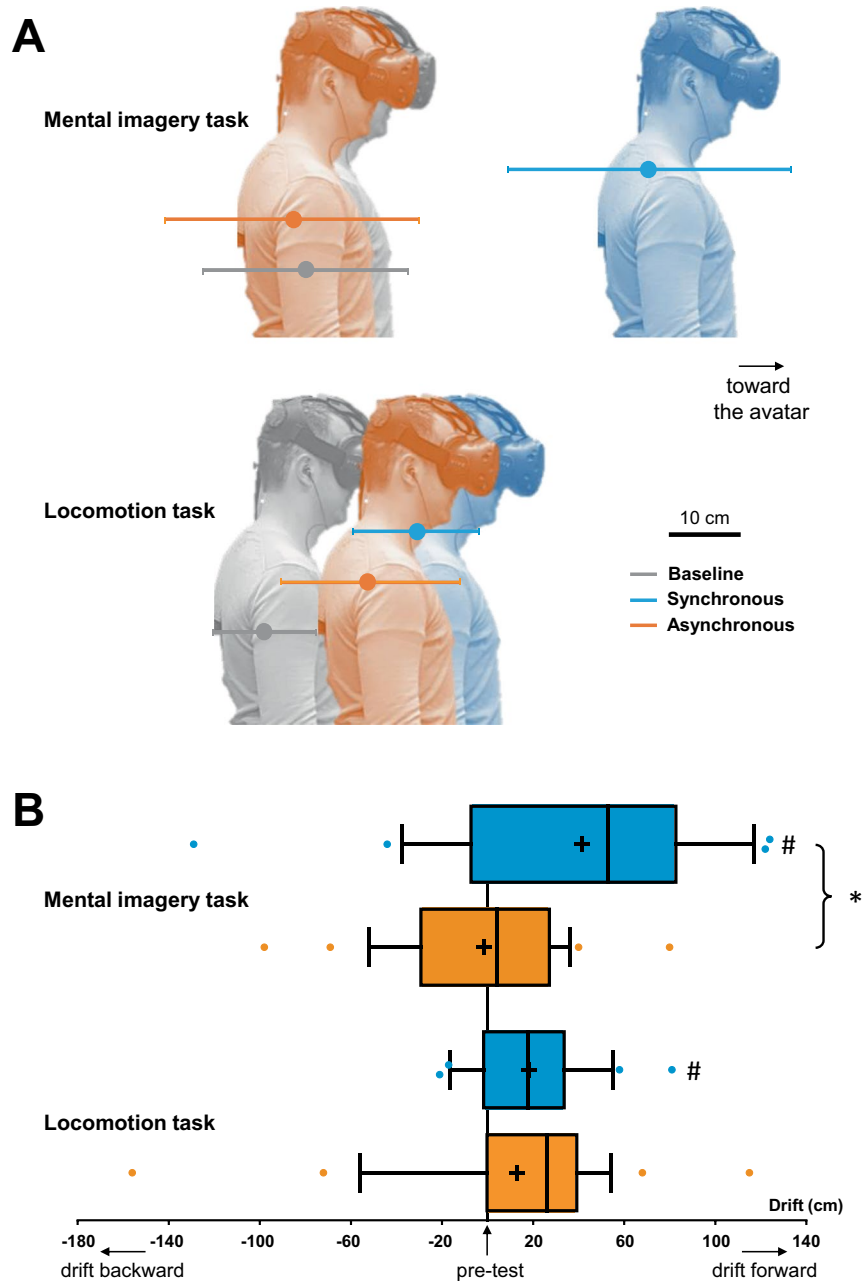 A
Mental imagery task
toward
the avatar
Locomotion task
10 cm
Baseline
Synchronous
Asynchronous
B
#
*
Mental imagery task
#
Locomotion task
Drift (cm)
-180 -140 -100 -60 -20 20 60 100 140
drift backward pre-test drift forward